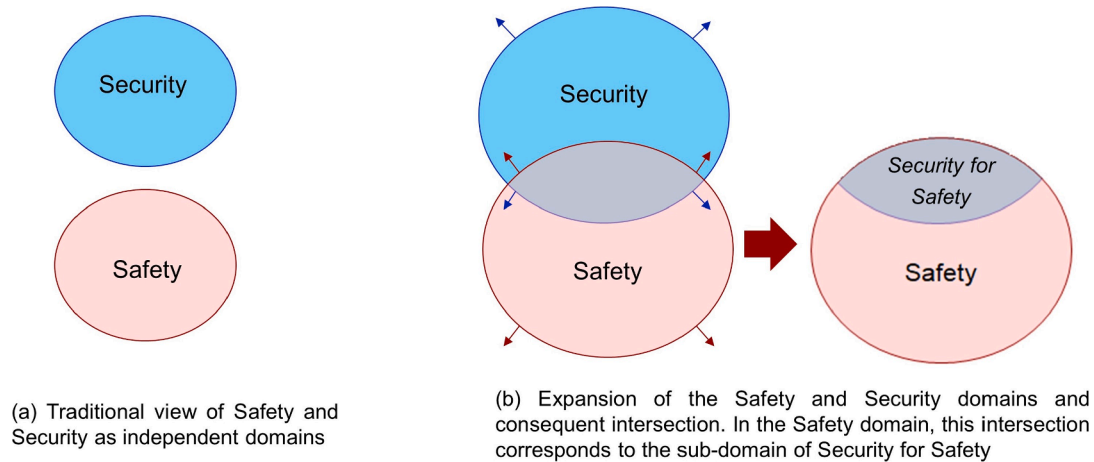 Security
Safety
(a) Traditional view of Safety and
Security as independent domains
Security
Safety
Security for
Safety
Safety
(b) Expansion of the Safety and Security domains and
consequent intersection. In the Safety domain, this intersection
corresponds to the sub-domain of Security for Safety